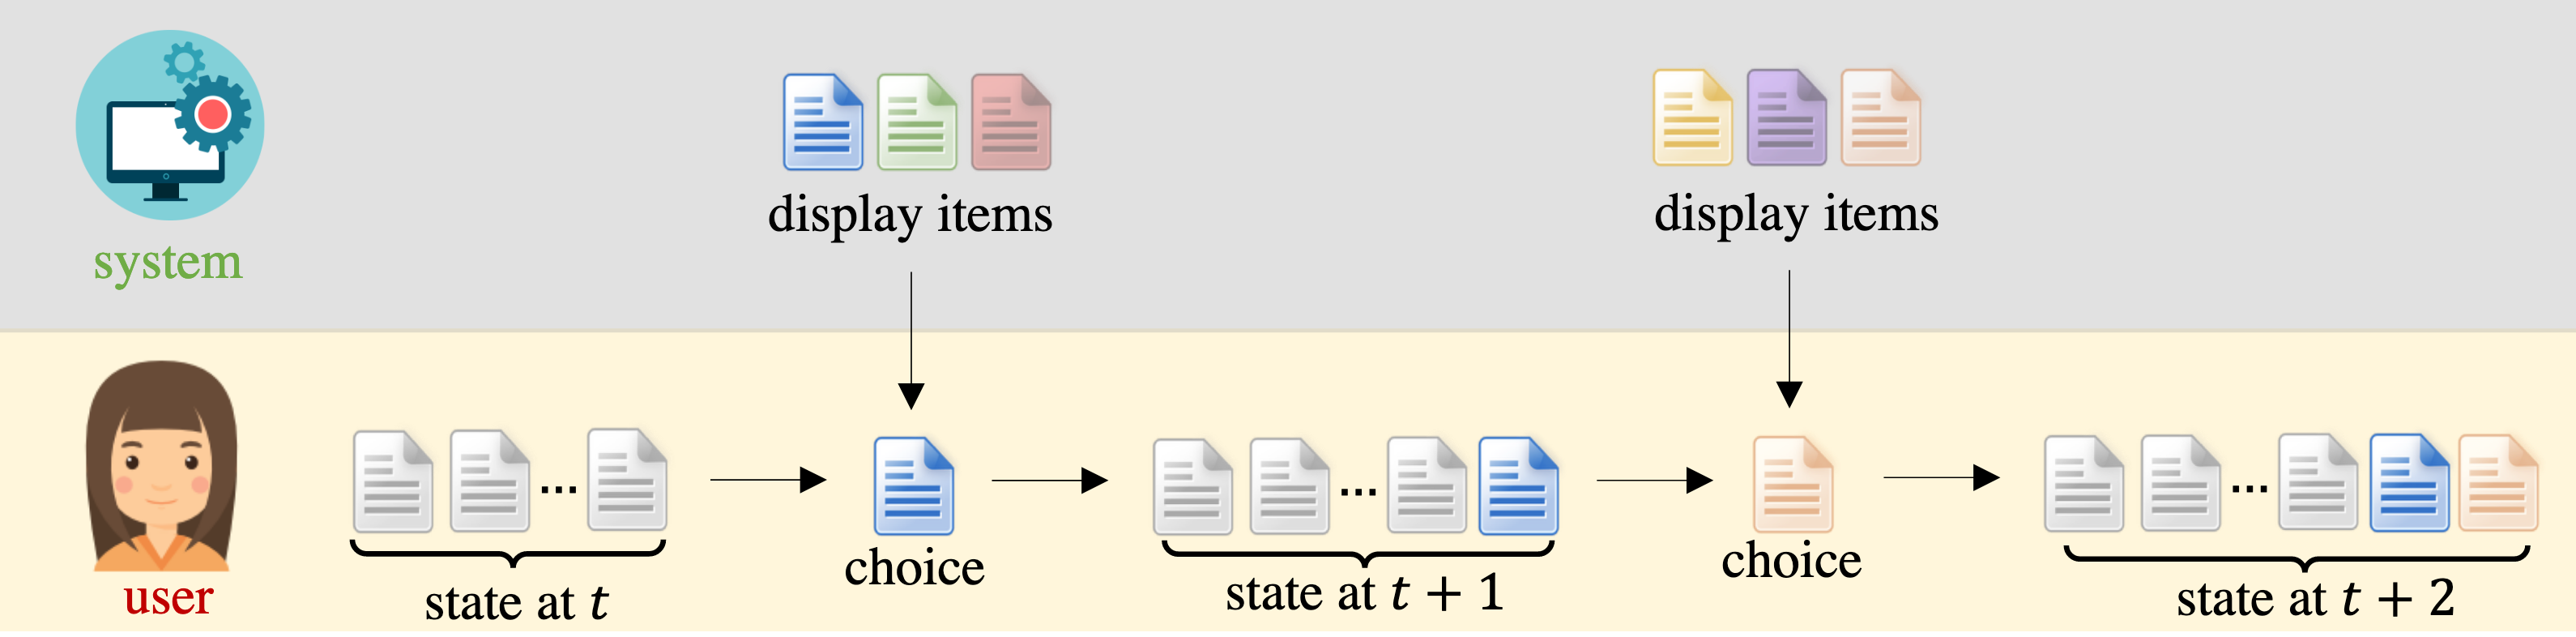 system
display items
display items
user
state at t
choice
state at t + 1
choice
state at t + 2